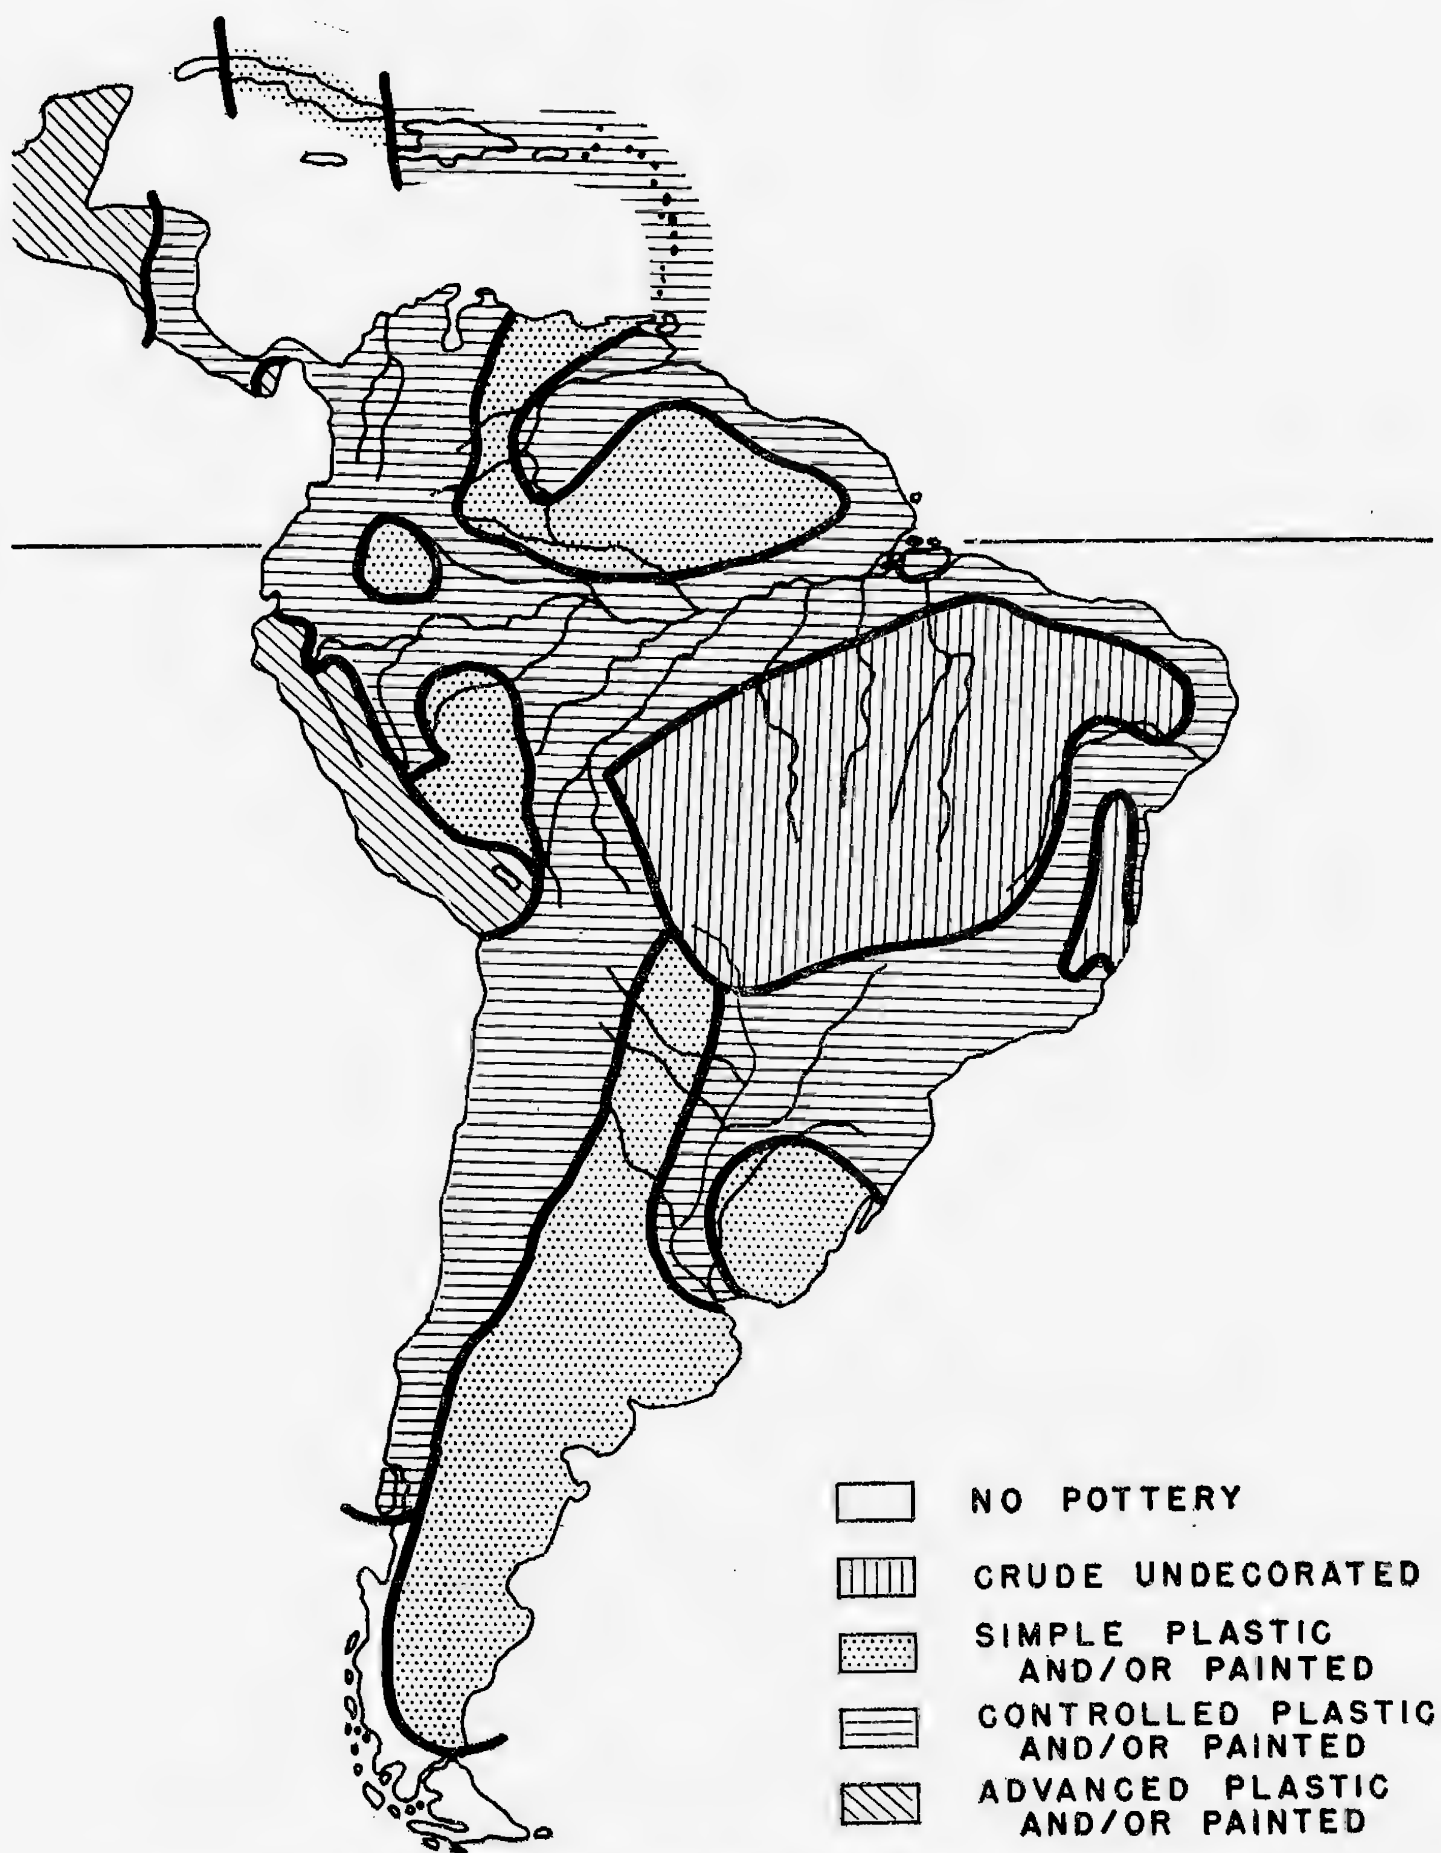 NO POTTERY
CRUDE UNDECORATED
SIMPLE PLASTIC
AND/OR PAINTED
CONTROLLED PLASTIC
AND/OR PAINTED
ADVANCED PLASTIC
AND/OR PAINTED